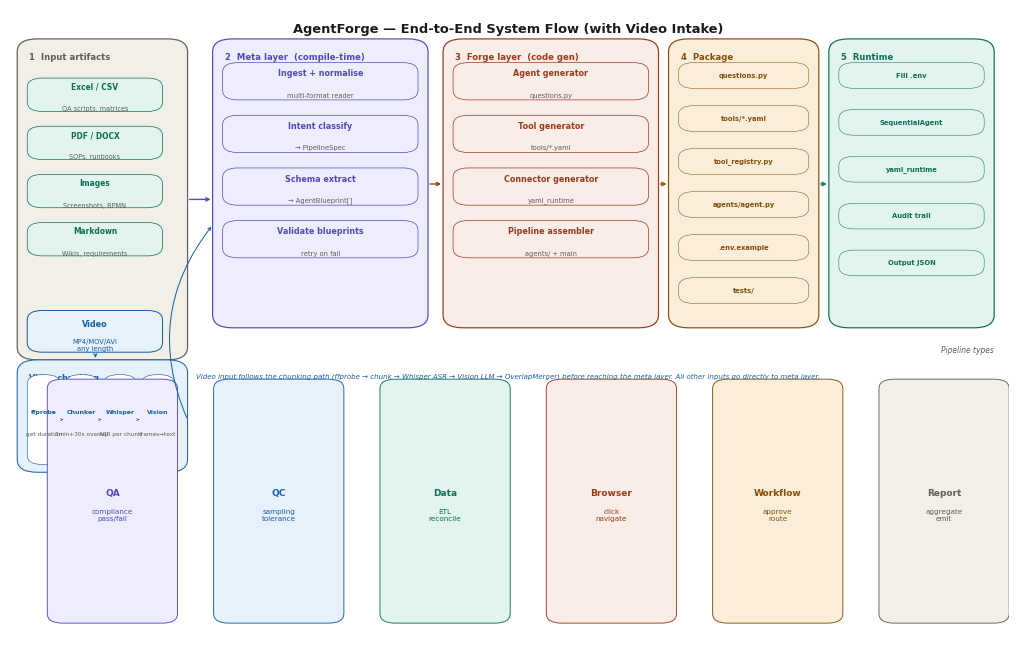 AgentForge — End-to-End System Flow (with Video Intake)
1 Input artifacts
Excel / CSV
QA scripts, matrices
PDF / DOCX
SOPs, runbooks
Images
Screenshots, BPMN
Markdown
Wikis, requirements
Video
MP4/MOV/AVI
any length
2 Meta layer (compile-time)
Ingest + normalise
multi-format reader
Intent classify
→ PipelineSpec
Schema extract
→ AgentBlueprint[]
Validate blueprints
retry on fail
3 Forge layer (code gen)
Agent generator
questions.py
Tool generator
tools/*.yaml
Connector generator
yaml_runtime
Pipeline assembler
agents/ + main
4 Package
questions.py
tools/*.yaml
tool_registry.py
agents/agent.py
.env.example
tests/
5 Runtime
Fill .env
SequentialAgent
yaml_runtime
Audit trail
Output JSON
Pipeline types
Video input follows the chunking path (ffprobe → chunk → Whisper ASR → Vision LLM → OverlapMerger) before reaching the meta layer. All other inputs go directly to meta layer.
ffprobe
Chunker
Whisper
Vision
get duration
ASR per chunk
frames→text
QA
compliance
pass/fail
QC
sampling
tolerance
Data
ETL
reconcile
Browser
click
navigate
Workflow
approve
route
Report
aggregate
emit